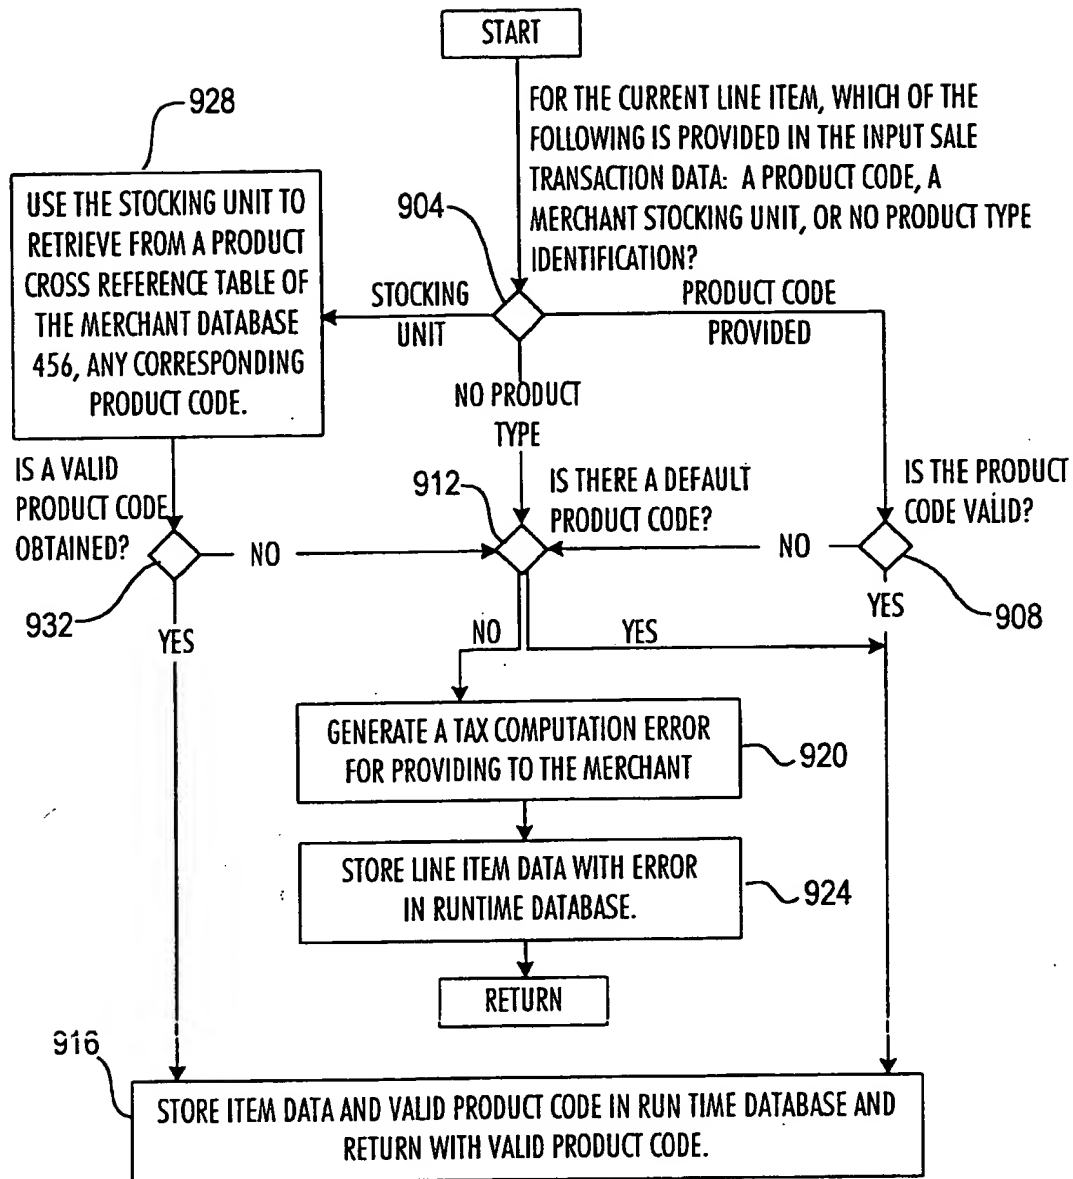 START
FOR THE CURRENT LINE ITEM, WHICH OF THE
FOLLOWING IS PROVIDED IN THE INPUT SALE
TRANSACTION DATA: A PRODUCT CODE, A
MERCHANT STOCKING UNIT, OR NO PRODUCT TYPE
IDENTIFICATION?
928
USE THE STOCKING UNIT TO
RETRIEVE FROM A PRODUCT
CROSS REFERENCE TABLE OF
THE MERCHANT DATABASE
456, ANY CORRESPONDING
PRODUCT CODE.
904
STOCKING
UNIT
PRODUCT CODE
PROVIDED
NO PRODUCT
TYPE
IS A VALID
PRODUCT CODE
OBTAINED?
932
NO
YES
912
IS THERE A DEFAULT
PRODUCT CODE?
NO
IS THE PRODUCT
CODE VALID?
908
YES
NO
YES
GENERATE A TAX COMPUTATION ERROR
FOR PROVIDING TO THE MERCHANT
920
STORE LINE ITEM DATA WITH ERROR
IN RUNTIME DATABASE.
924
RETURN
916
STORE ITEM DATA AND VALID PRODUCT CODE IN RUN TIME DATABASE AND
RETURN WITH VALID PRODUCT CODE.